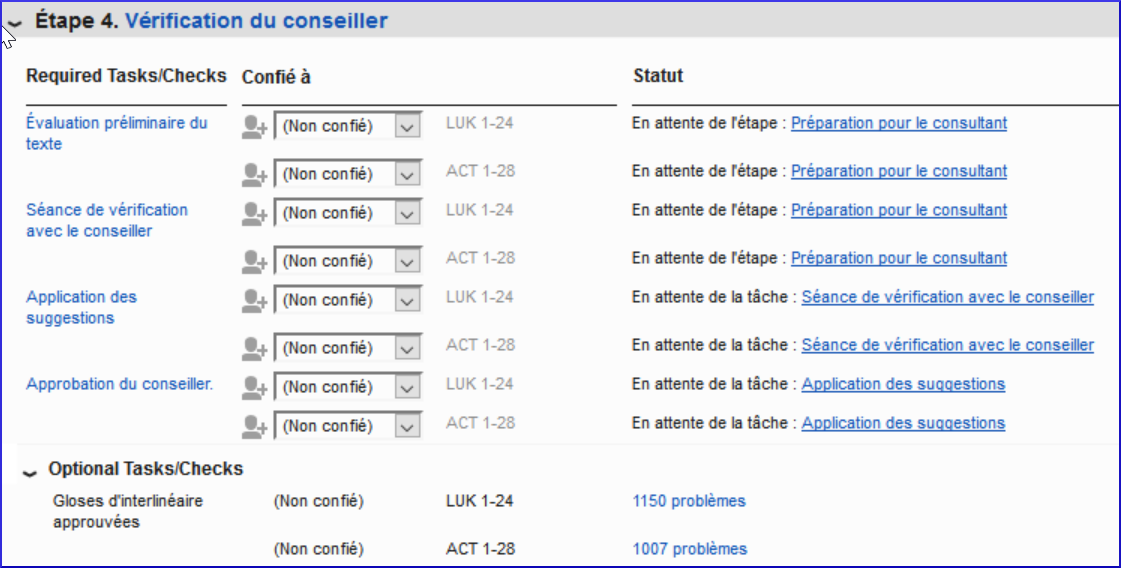 Étape 4. Vérification du conseiller
Required Tasks/Checks Confié à Statut
Évaluation préliminaire du texte (Non confié) LUK 1-24 En attente de l'étape : Préparation pour le consultant
(Non confié) ACT 1-28 En attente de l'étape : Préparation pour le consultant
Séance de vérification avec le conseiller (Non confié) LUK 1-24 En attente de l'étape : Préparation pour le consultant
(Non confié) ACT 1-28 En attente de l'étape : Préparation pour le consultant
Application des suggestions (Non confié) LUK 1-24 En attente de la tâche : Séance de vérification avec le conseiller
(Non confié) ACT 1-28 En attente de la tâche : Séance de vérification avec le conseiller
Approbation du conseiller. (Non confié) LUK 1-24 En attente de la tâche : Application des suggestions
(Non confié) ACT 1-28 En attente de la tâche : Application des suggestions
Optional Tasks/Checks
Gloses d'interlinéaire approuvées (Non confié) LUK 1-24 1150 problèmes
(Non confié) ACT 1-28 1007 problèmes